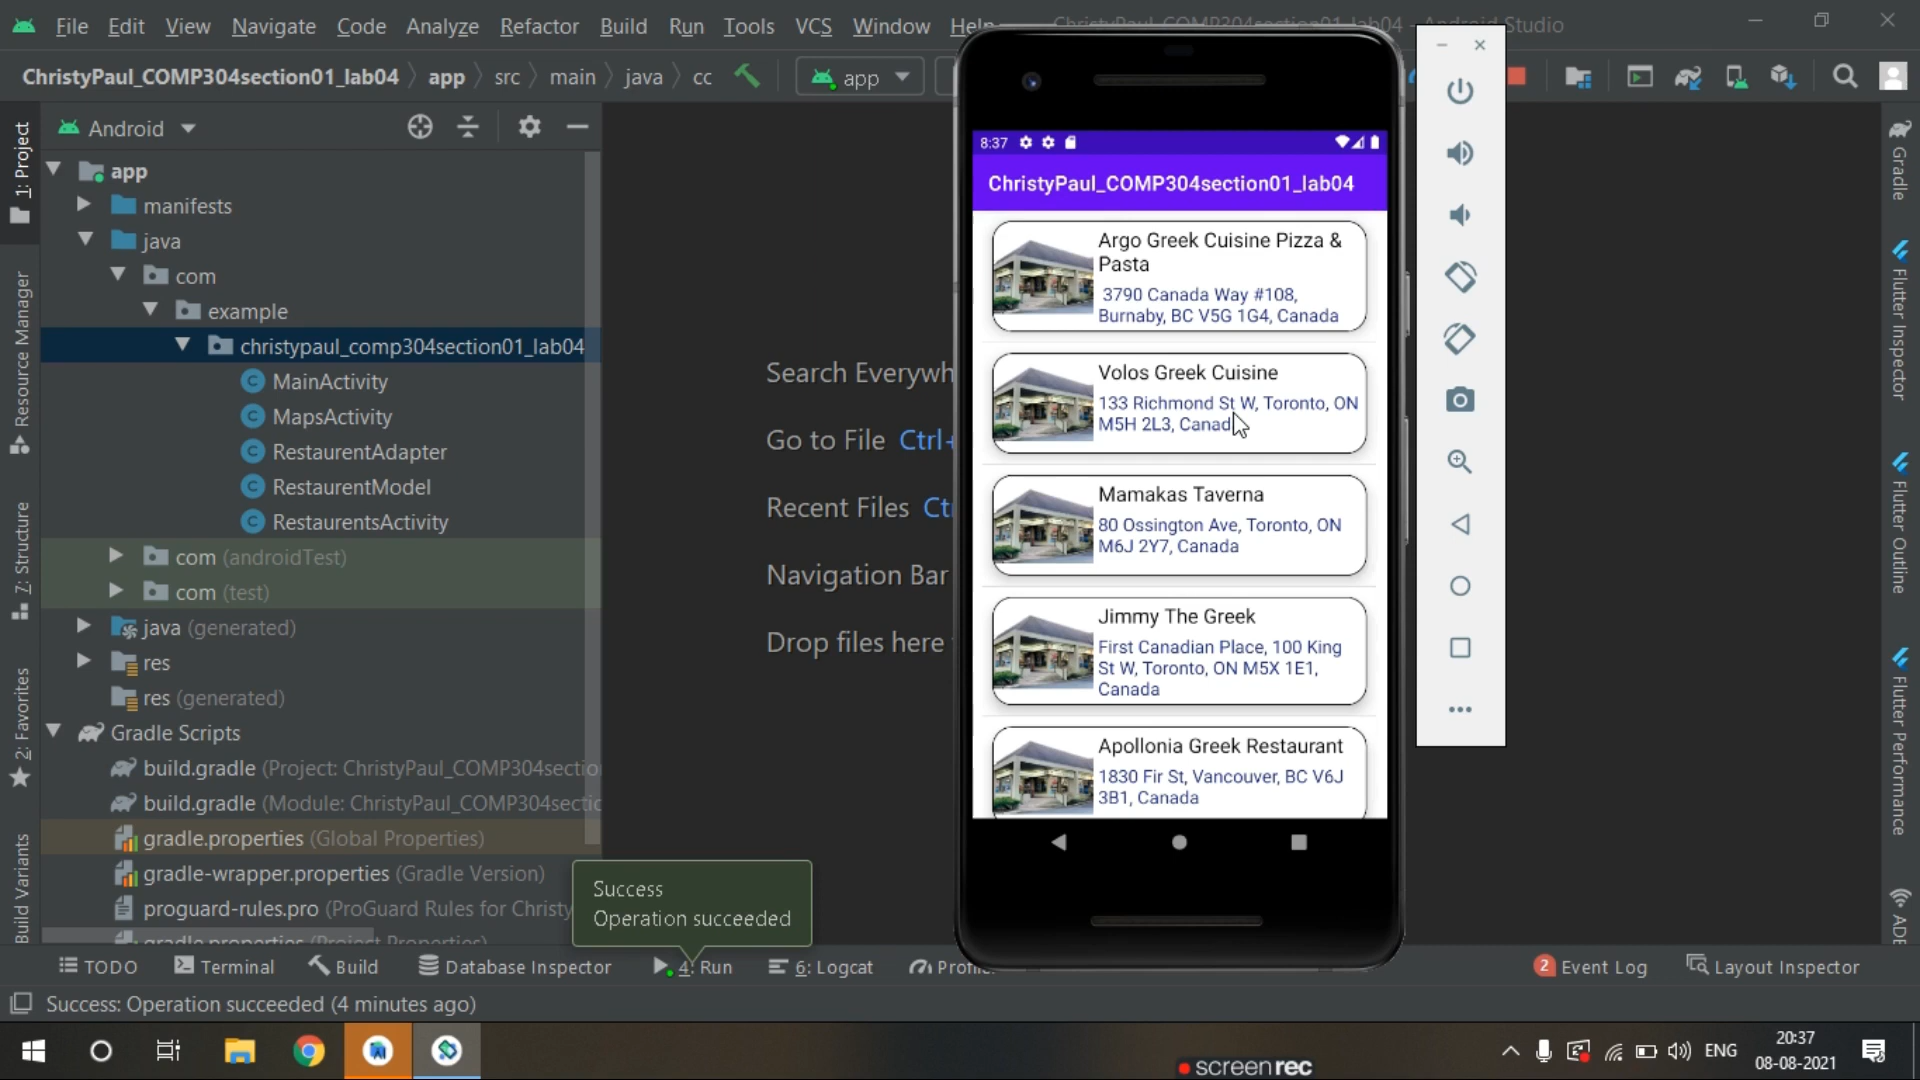 File Edit View Navigate Code Analyze Refactor Build Run Tools VCS Window Help
ChristyPaul_COMP304section01_lab04 - Android Studio
ChristyPaul_COMP304section01_lab04 app src main java
app
1: Project
Resource Manager
7: Structure
2: Favorites
Build Variants
Android
app
manifests
java
com
example
christypaul_comp304section01_lab04
MainActivity
MapsActivity
RestaurentAdapter
RestaurentModel
RestaurentsActivity
com (androidTest)
com (test)
java (generated)
res
res (generated)
Gradle Scripts
build.gradle (Project:
build.gradle (Module:
gradle.properties (Global Properties)
gradle-wrapper.properties (Gradle Version)
proguard-rules.pro (ProGuard Rules for
gradle.properties (Project Properties)
Search
Go to File
Recent Files
Navigation Bar
Drop files here
Success
Operation succeeded
8:37
ChristyPaul_COMP304section01_lab04
Argo Greek Cuisine Pizza &
Pasta
3790 Canada Way #108,
Burnaby, BC V5G 1G4, Canada
Volos Greek Cuisine
133 Richmond St W, Toronto, ON
M5H 2L3, Canada
Mamakas Taverna
80 Ossington Ave, Toronto, ON
M6J 2Y7, Canada
Jimmy The Greek
First Canadian Place, 100 King
St W, Toronto, ON M5X 1E1,
Canada
Apollonia Greek Restaurant
1830 Fir St, Vancouver, BC V6J
3B1, Canada
Gradle
Flutter Inspector
Flutter Outline
Flutter Performance
TODO Terminal Build Database Inspector 4: Run 6: Logcat 2 Event Log Layout Inspector
Success: Operation succeeded (4 minutes ago)
screenrec
ENG
20:37
08-08-2021